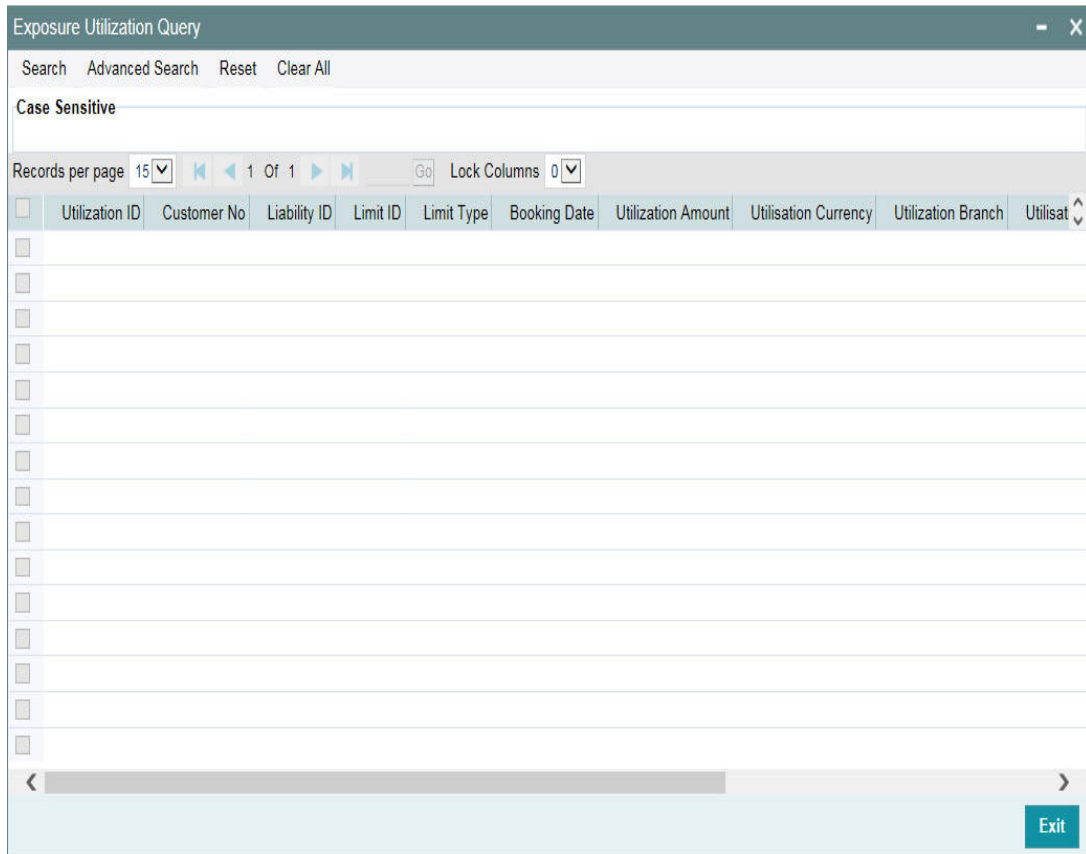 Exposure Utilization Query
Search Advanced Search Reset Clear All
Case Sensitive
Records per page 15 1 Of 1 Go Lock Columns 0
Utilization ID Customer No Liability ID Limit ID Limit Type Booking Date Utilization Amount Utilisation Currency Utilization Branch Utilisat
Exit